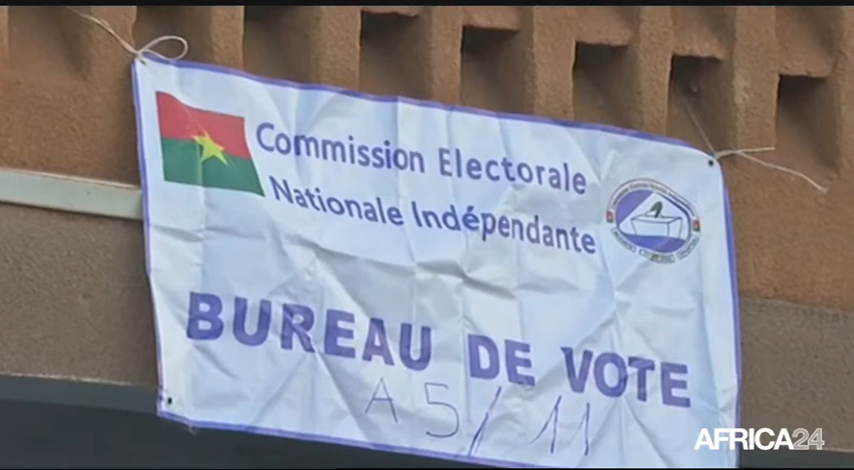 Commission Electorale
Nationale Indépendante
BUREAU DE VOTE
A 5/11
AFRICA24